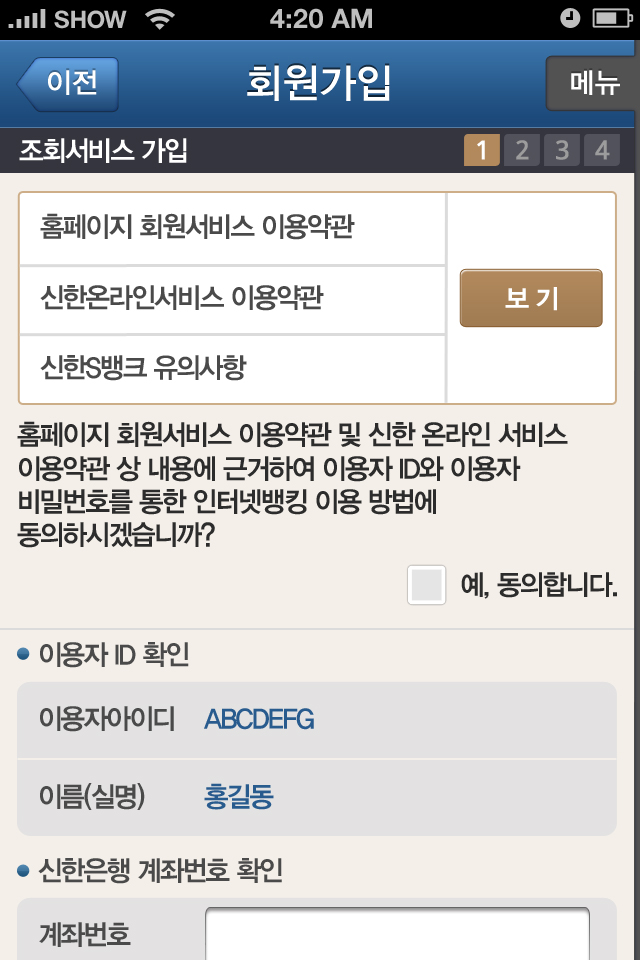 SHOW 4:20 AM
이전 회원가입 메뉴
조회서비스 가입 1 2 3 4
홈페이지 회원서비스 이용약관
신한온라인서비스 이용약관
보 기
신한S뱅크 유의사항
홈페이지 회원서비스 이용약관 및 신한 온라인 서비스
이용약관 상 내용에 근거하여 이용자 ID와 이용자
비밀번호를 통한 인터넷뱅킹 이용 방법에
동의하시겠습니까?
예, 동의합니다.
이용자 ID 확인
이용자아이디 ABCDEFG
이름(실명) 홍길동
신한은행 계좌번호 확인
계좌번호